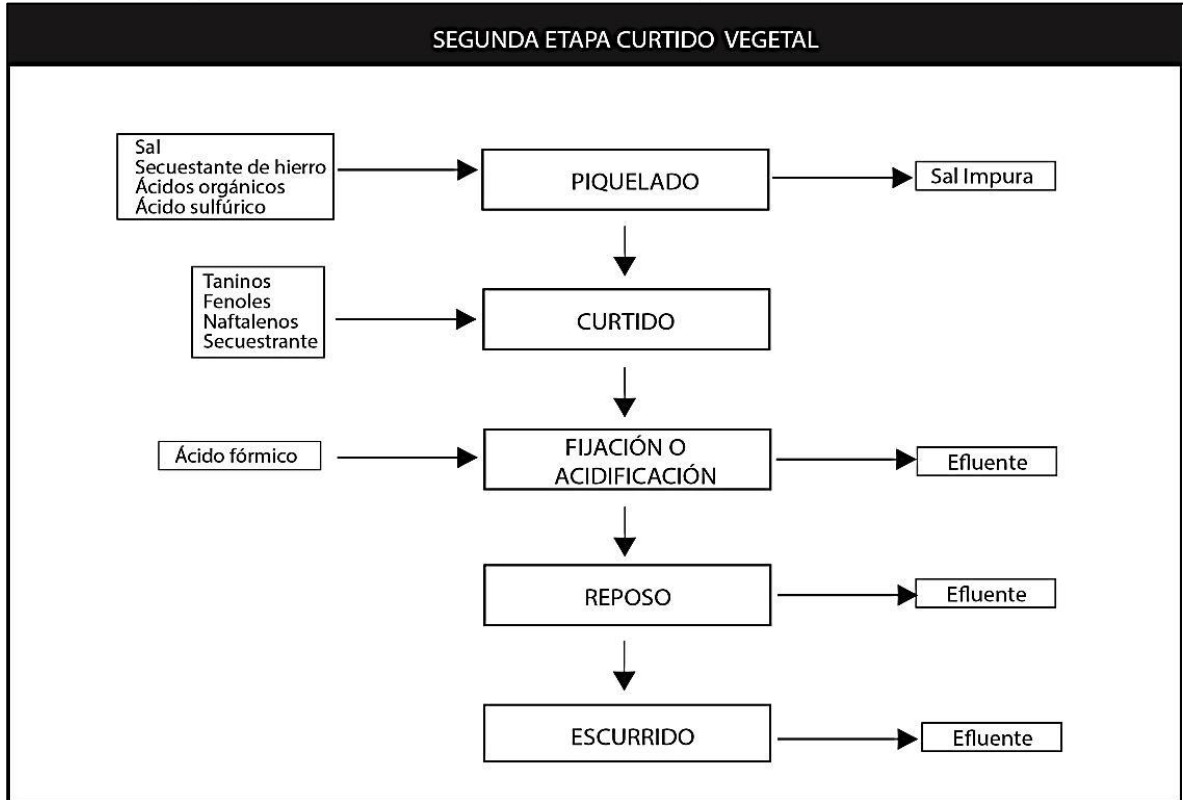 SEGUNDA ETAPA CURTIDO VEGETAL
Sal
Secuestante de hierro
Ácidos orgánicos
Ácido sulfúrico
PIQUELADO
Sal Impura
Taninos
Fenoles
Naftalenos
Secuestrante
CURTIDO
Ácido fórmico
FIJACIÓN O
ACIDIFICACIÓN
Efluente
REPOSO
Efluente
ESCURRIDO
Efluente